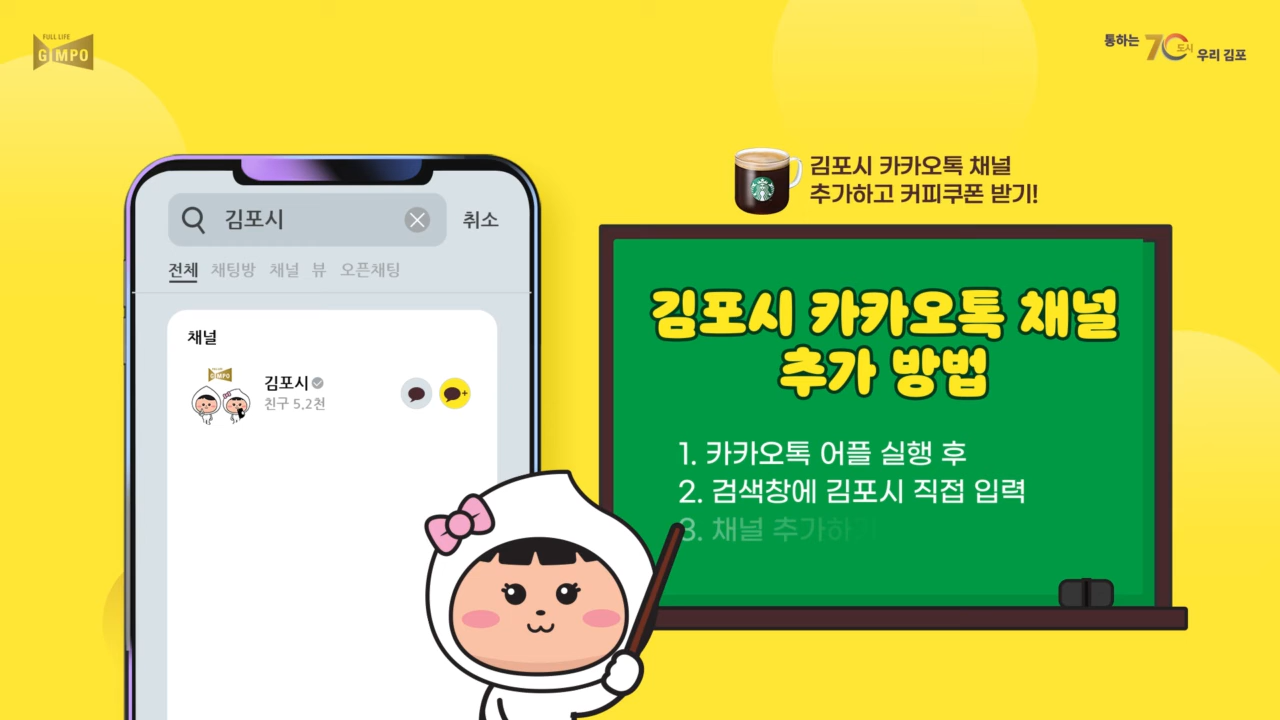 FULL LIFE
GIMPO
통하는 70 도시 우리 김포
김포시 취소
전체 채팅방 채널 뷰 오픈채팅
채널
김포시
친구 5.2천
김포시 카카오톡 채널
추가하고 커피쿠폰 받기!
김포시 카카오톡 채널
추가 방법
1. 카카오톡 어플 실행 후
2. 검색창에 김포시 직접 입력
3. 채널 추가하기